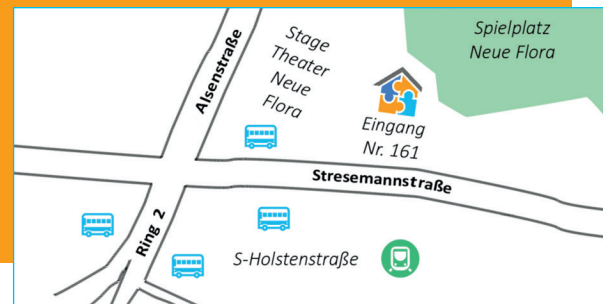 Spielplatz
Neue Flora
Stage
Theater
Neue
Flora
Alsenstraße
Eingang
Nr. 161
Stresemannstraße
Ring 2
S-Holstenstraße